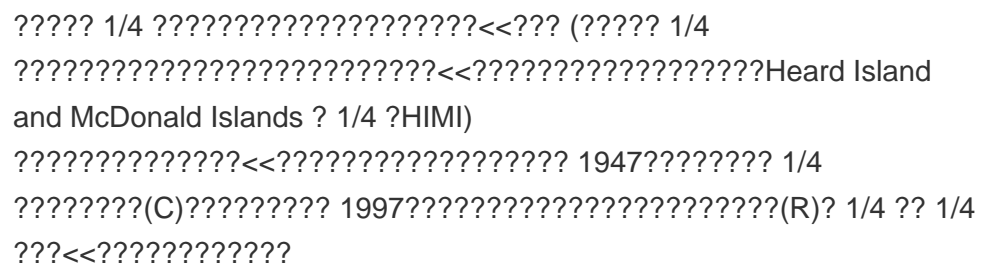 ????? 1/4 ????????????????????<<??? (????? 1/4
??????????????????????????<<??????????????????Heard Island
and McDonald Islands ? 1/4 ?HIMI)
??????????????<<?????????????????? 1947???????? 1/4
????????(C)????????? 1997???????????????????????(R)? 1/4 ?? 1/4
???<<????????????